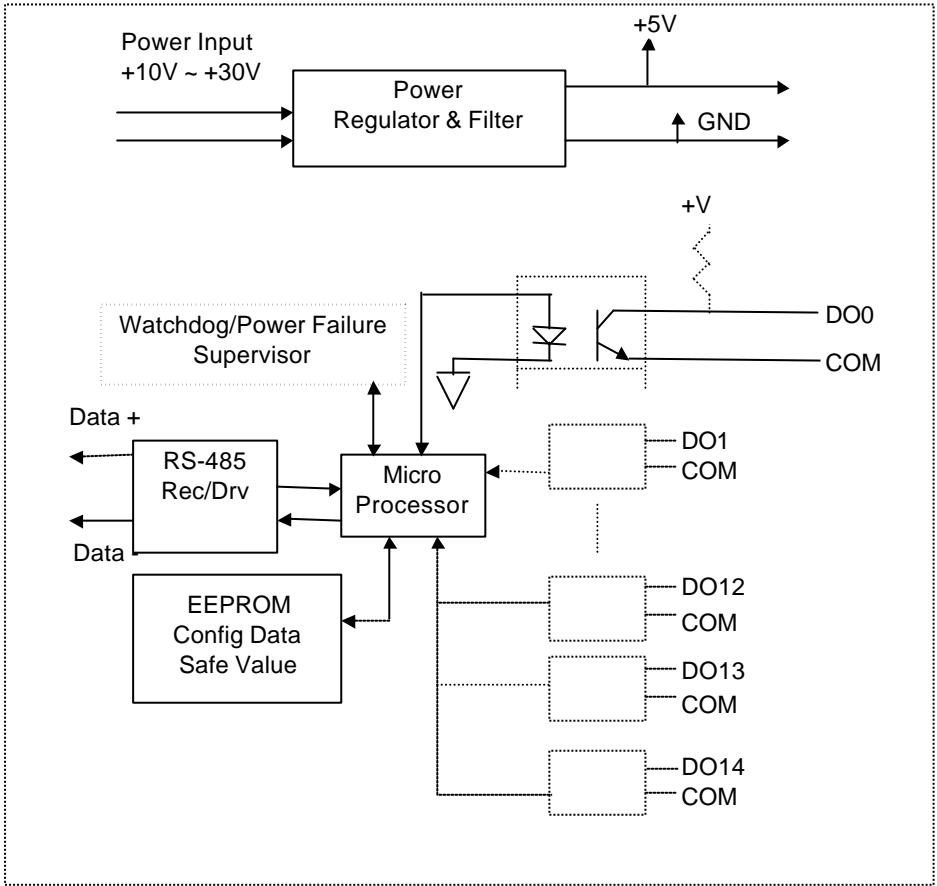 Power Input
+10V ~ +30V
+5V
Power
Regulator & Filter
GND
+V
DO0
COM
Watchdog/Power Failure
Supervisor
Data +
RS-485
Rec/Drv
Micro
Processor
DO1
COM
Data -
EEPROM
Config Data
Safe Value
DO12
COM
DO13
COM
DO14
COM